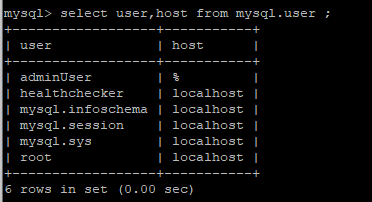 mysql> select user,host from mysql.user ;
+------------------+-----------+
| user             | host      |
+------------------+-----------+
| adminUser        | %         |
| healthchecker    | localhost |
| mysql.infoschema | localhost |
| mysql.session    | localhost |
| mysql.sys        | localhost |
| root             | localhost |
+------------------+-----------+
6 rows in set (0.00 sec)